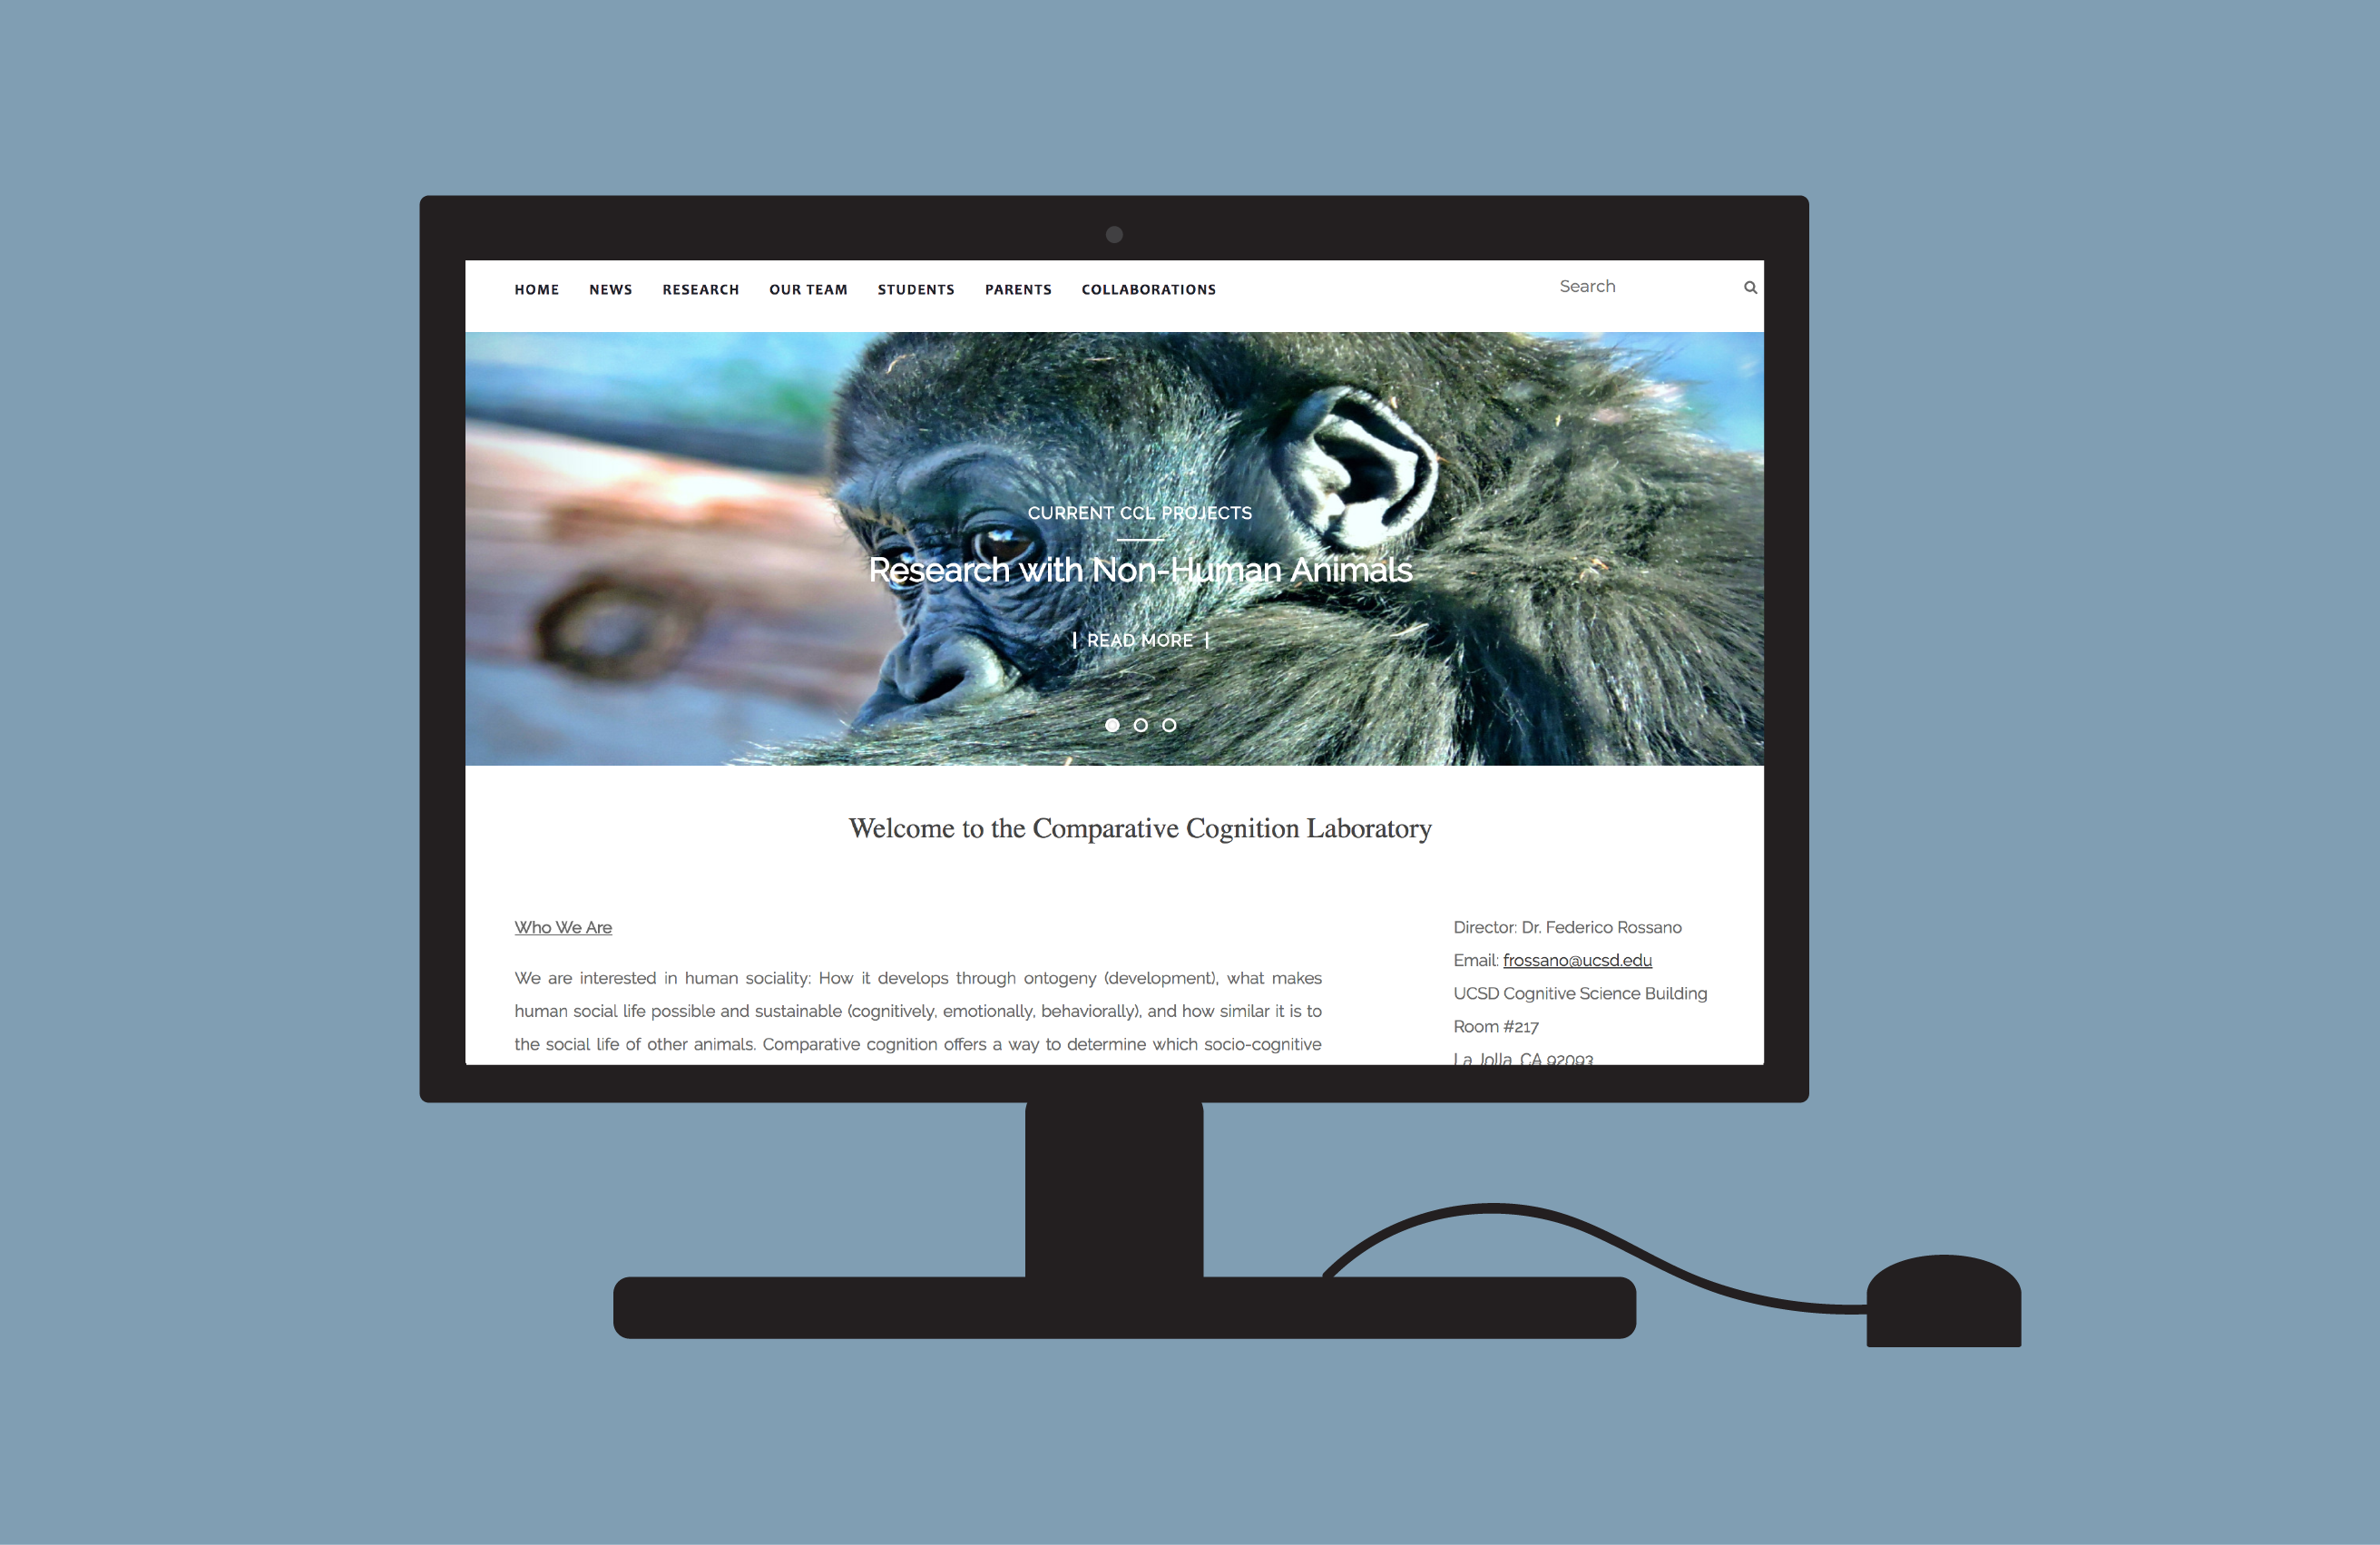 HOME NEWS RESEARCH OUR TEAM STUDENTS PARENTS COLLABORATIONS Search
CURRENT CCL PROJECTS
Research with Non-Human Animals
| READ MORE |
Welcome to the Comparative Cognition Laboratory
Who We Are
We are interested in human sociality: How it develops through ontogeny (development), what makes
human social life possible and sustainable (cognitively, emotionally, behaviorally), and how similar it is to
the social life of other animals. Comparative cognition offers a way to determine which socio-cognitive
Director: Dr. Federico Rossano
Email: frossano@ucsd.edu
UCSD Cognitive Science Building
Room #217
La Jolla, CA 92093